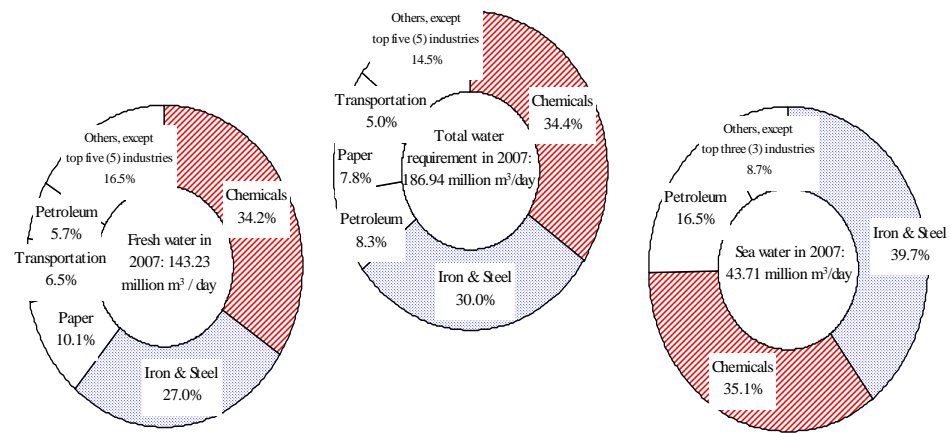 Others, except
top five (5) industries
16.5%
Chemicals
34.2%
Petroleum
5.7%
Transportation
6.5%
Paper
10.1%
Iron & Steel
27.0%
Fresh water in
2007: 143.23
million m³ / day
Others, except
top five (5) industries
14.5%
Chemicals
34.4%
Transportation
5.0%
Paper
7.8%
Petroleum
8.3%
Iron & Steel
30.0%
Total water
requirement in 2007:
186.94 million m³/day
Others, except
top three (3) industries
8.7%
Petroleum
16.5%
Iron & Steel
39.7%
Chemicals
35.1%
Sea water in 2007:
43.71 million m³/day